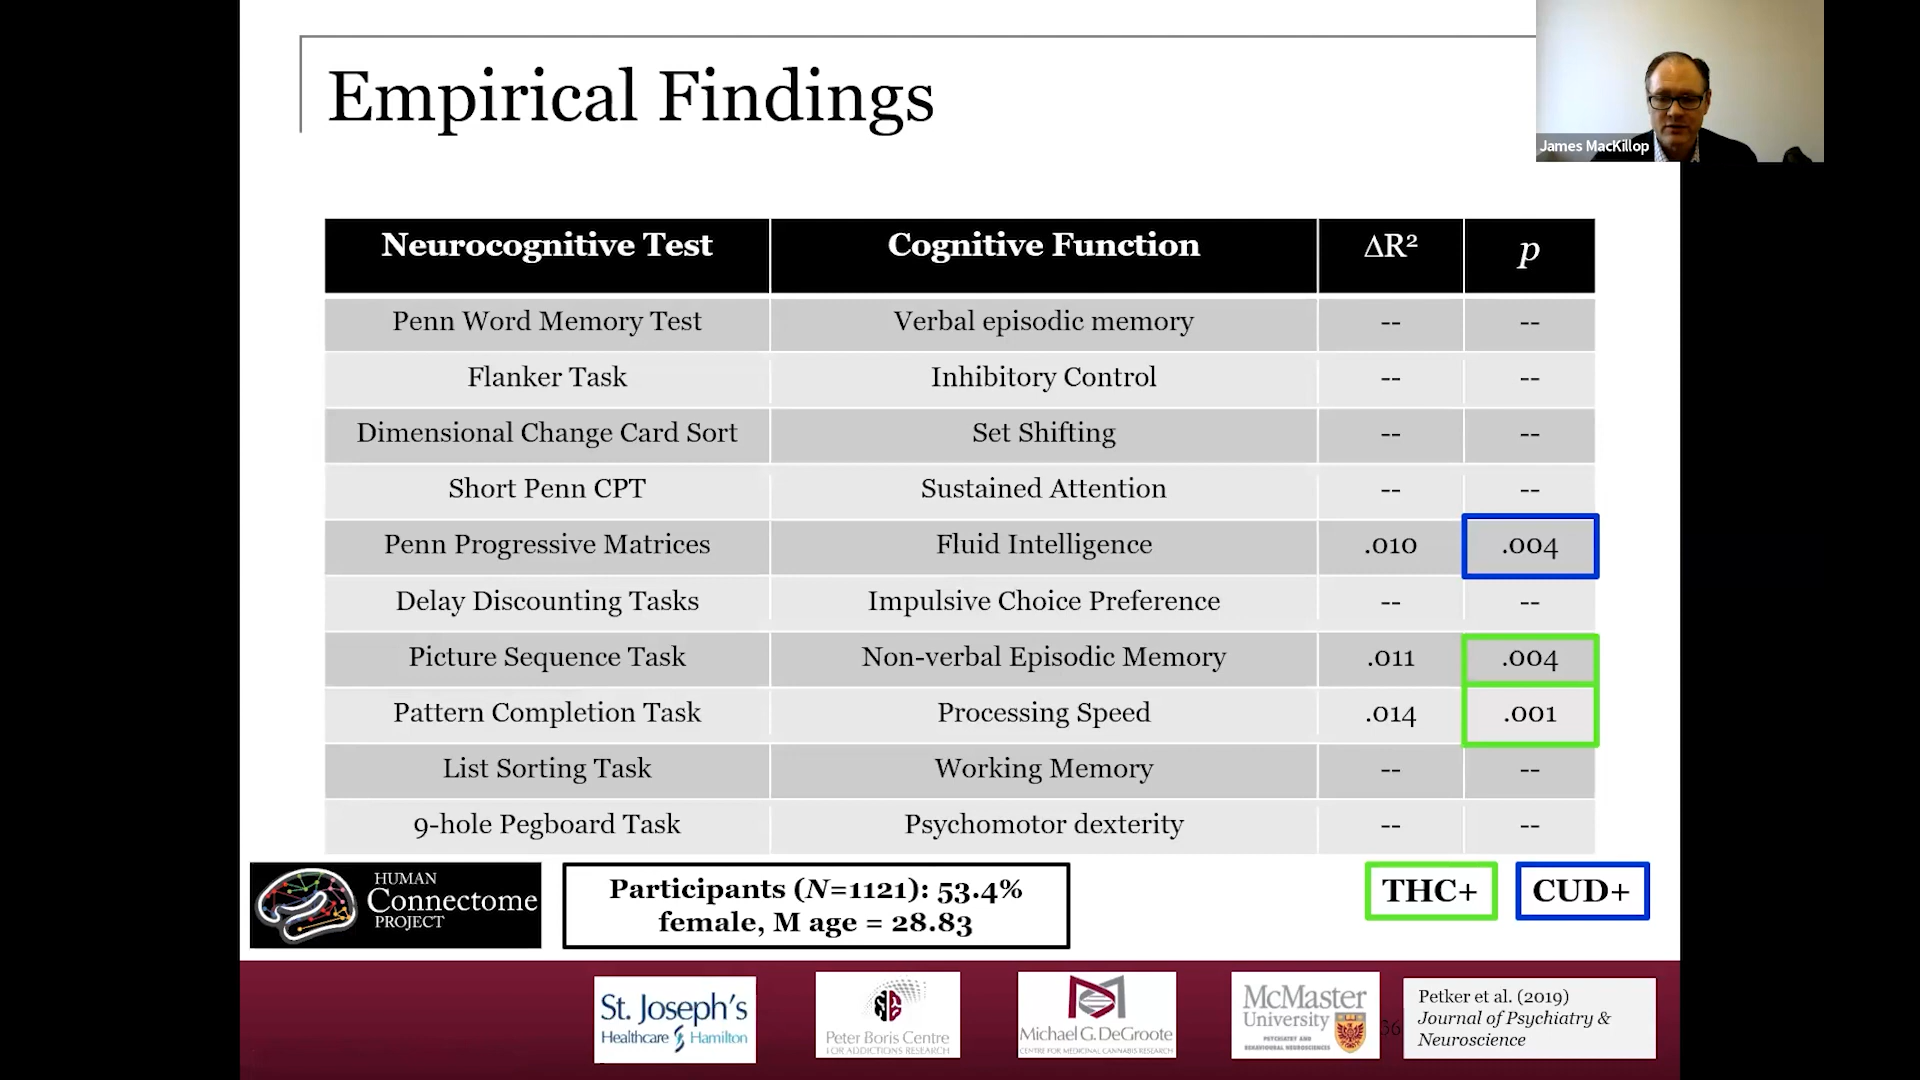 Empirical Findings
James MacKillop
Neurocognitive Test Cognitive Function ΔR² p
Penn Word Memory Test Verbal episodic memory -- --
Flanker Task Inhibitory Control -- --
Dimensional Change Card Sort Set Shifting -- --
Short Penn CPT Sustained Attention -- --
Penn Progressive Matrices Fluid Intelligence .010 .004
Delay Discounting Tasks Impulsive Choice Preference -- --
Picture Sequence Task Non-verbal Episodic Memory .011 .004
Pattern Completion Task Processing Speed .014 .001
List Sorting Task Working Memory -- --
9-hole Pegboard Task Psychomotor dexterity -- --
HUMAN
Connectome
PROJECT
Participants (N=1121): 53.4%
female, M age = 28.83
THC+
CUD+
St. Joseph's
Healthcare Hamilton
Peter Boris Centre
FOR ADDICTIONS RESEARCH
Michael G. DeGroote
CENTRE FOR MEDICINAL CANNABIS RESEARCH
McMaster
University
PSYCHIATRY AND
BEHAVIOURAL NEUROSCIENCES
36
Petker et al. (2019)
Journal of Psychiatry &
Neuroscience